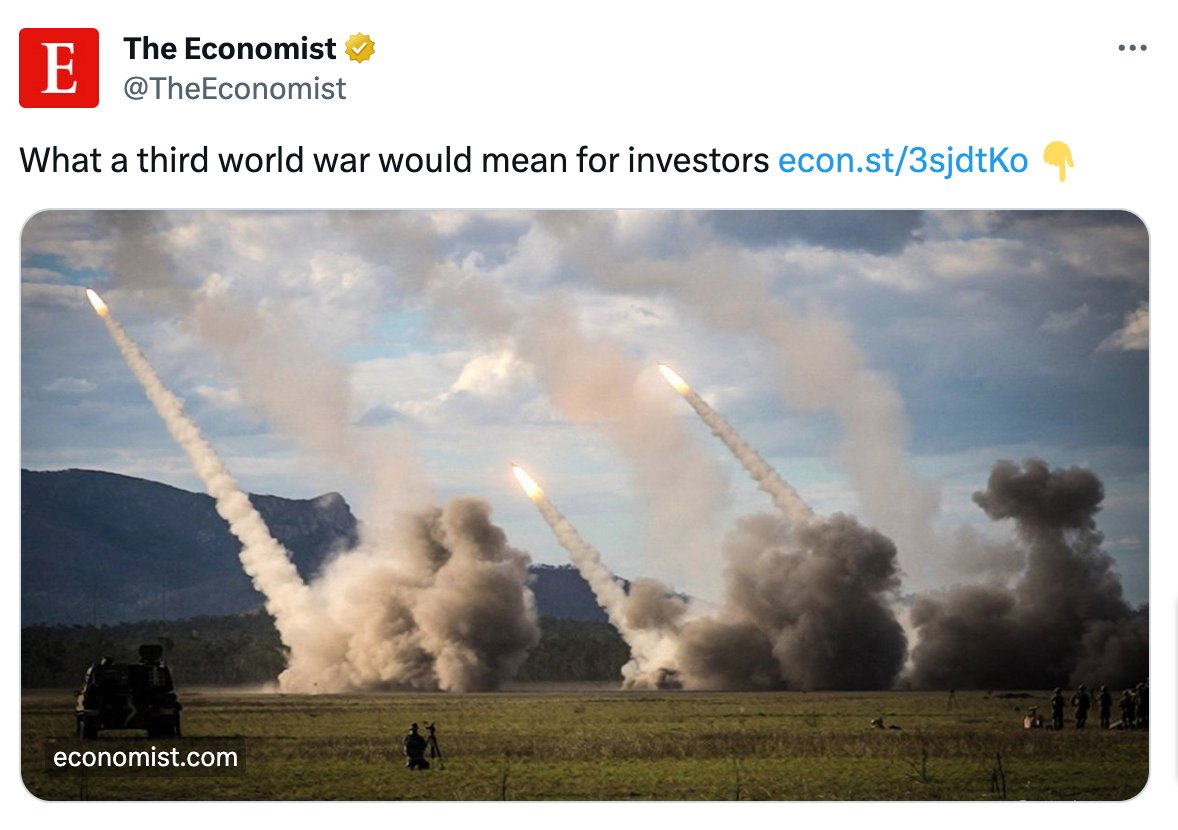 E
The Economist
@TheEconomist
What a third world war would mean for investors econ.st/3sjdtKo 👇
economist.com